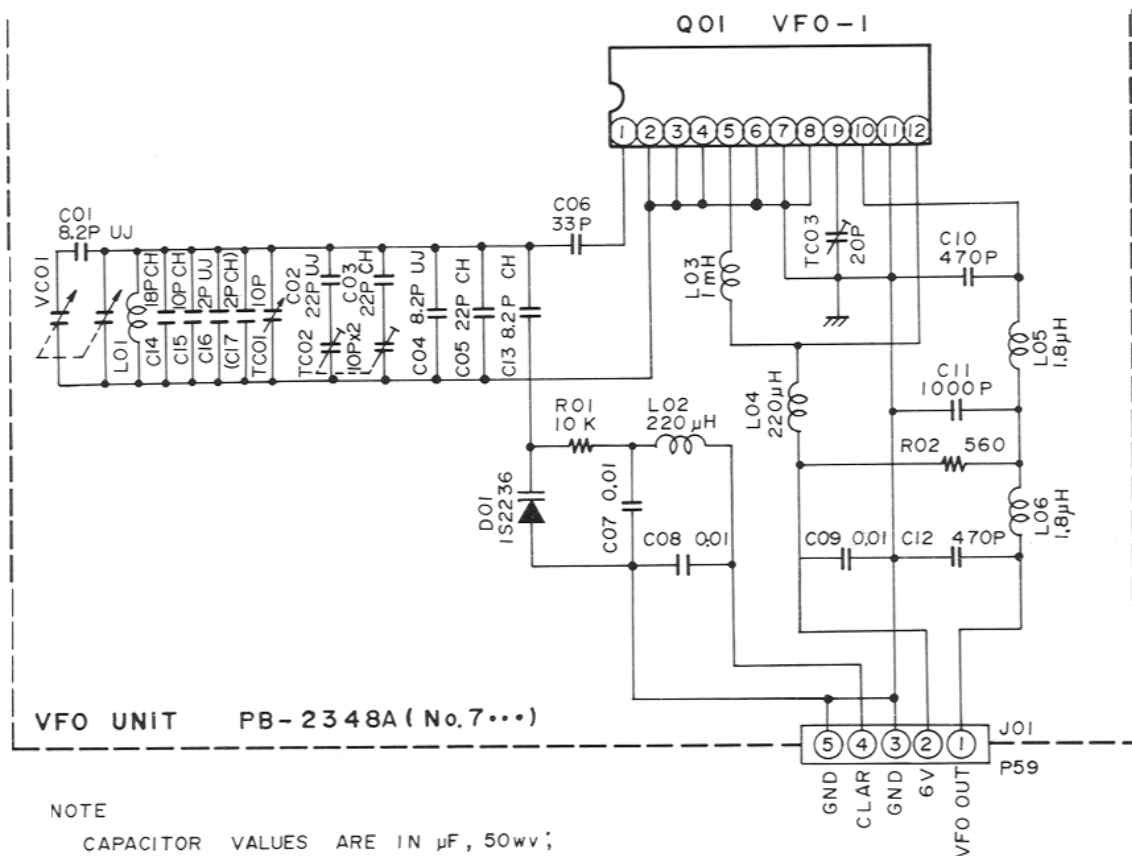 Q01 VFO-1
1 2 3 4 5 6 7 8 9 10 11 12
C01
8.2P UJ
VC01
L01
C14 18P CH
C15 10P CH
C16 2P UJ
(C17 2P CH)
TC01 10P
C02
22P UJ
TC02
10Px2
C03
22P CH
C04 8.2P UJ
C05 22P CH
C13 8.2P CH
C06
33P
L03
1mH
TC03
20P
C10
470P
L05
1.8μH
C11
1000P
L04
220μH
R02 560
L06
1.8μH
R01
10K
L02
220μH
D01
1S2236
C07 0.01
C08 0.01
C09 0.01
C12 470P
VFO UNIT PB-2348A (No.7•••)
5 4 3 2 1
J01
P59
GND
CLAR
GND
6V
VFO OUT
NOTE
CAPACITOR VALUES ARE IN μF, 50wv;